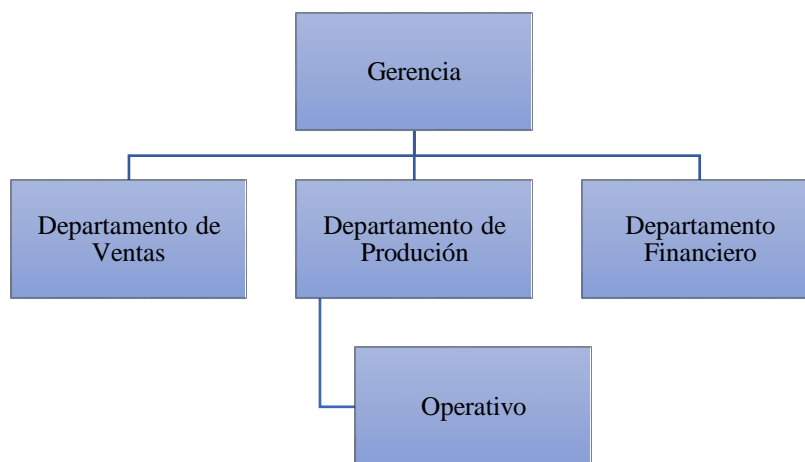 Gerencia
Departamento de
Ventas
Departamento de
Produción
Departamento
Financiero
Operativo